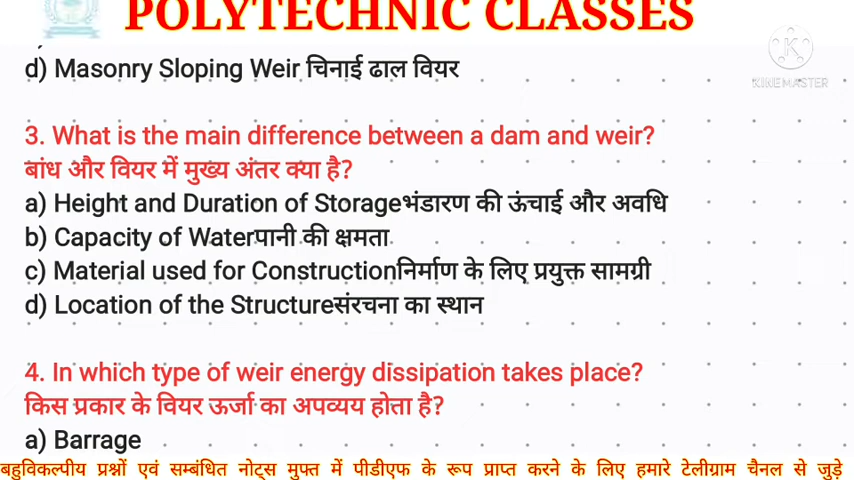 POLYTECHNIC CLASSES
KINEMASTER
d) Masonry Sloping Weir चिनाई ढाल वियर
3. What is the main difference between a dam and weir?
बांध और वियर में मुख्य अंतर क्या है?
a) Height and Duration of Storageभंडारण की ऊंचाई और अवधि
b) Capacity of Waterपानी की क्षमता
c) Material used for Constructionनिर्माण के लिए प्रयुक्त सामग्री
d) Location of the Structureसंरचना का स्थान
4. In which type of weir energy dissipation takes place?
किस प्रकार के वियर ऊर्जा का अपव्यय होता है?
a) Barrage
बहुविकल्पीय प्रश्नों एवं सम्बंधित नोट्स मुफ्त में पीडीएफ के रूप प्राप्त करने के लिए हमारे टेलीग्राम चैनल से जुड़े